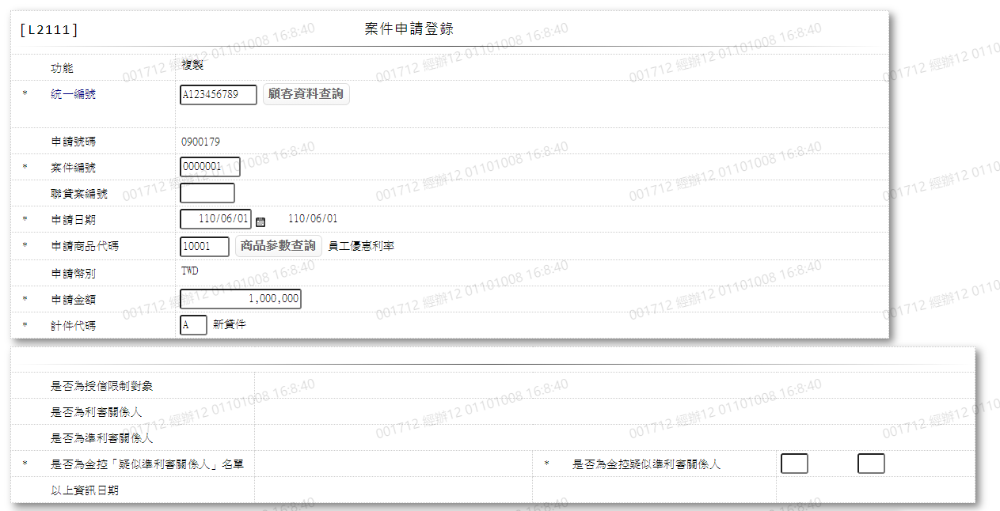 [L2111] 案件申請登錄
功能 複製
* 統一編號 A123456789 顧客資料查詢
申請號碼 0900179
* 案件編號 0000001
聯貸案編號
* 申請日期 110/06/01 110/06/01
* 申請商品代碼 10001 商品參數查詢 員工優惠利率
申請幣別 TWD
* 申請金額 1,000,000
* 計件代碼 A 新貸件
是否為授信限制對象
是否為利害關係人
是否為準利害關係人
* 是否為金控「疑似準利害關係人」名單 * 是否為金控疑似準利害關係人
以上資訊日期
001712 經辦12 01101008 16:8:40